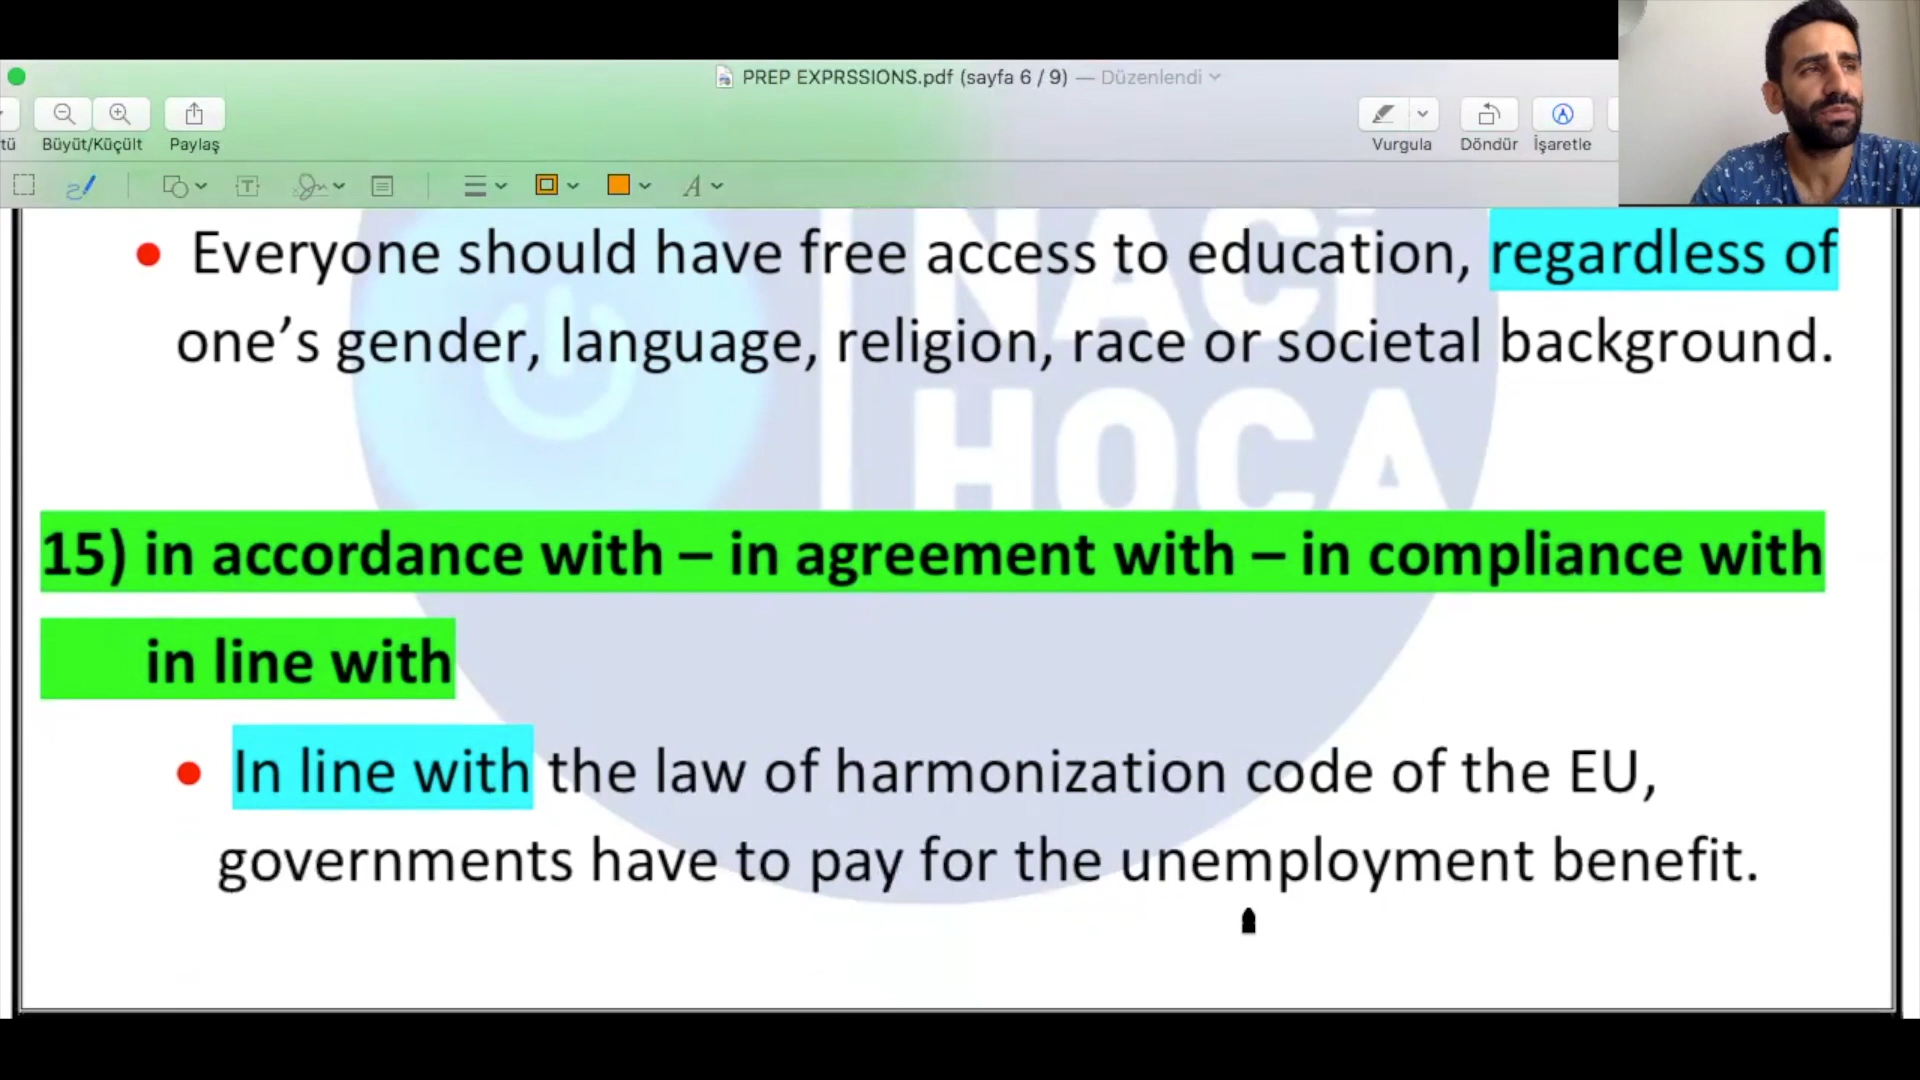 PREP EXPRSSIONS.pdf (sayfa 6 / 9) — Düzenlendi
tü Büyüt/Küçült Paylaş Vurgula Döndür İşaretle
NACİ
HOCA
• Everyone should have free access to education, regardless of
one’s gender, language, religion, race or societal background.
15) in accordance with – in agreement with – in compliance with
in line with
• In line with the law of harmonization code of the EU,
governments have to pay for the unemployment benefit.